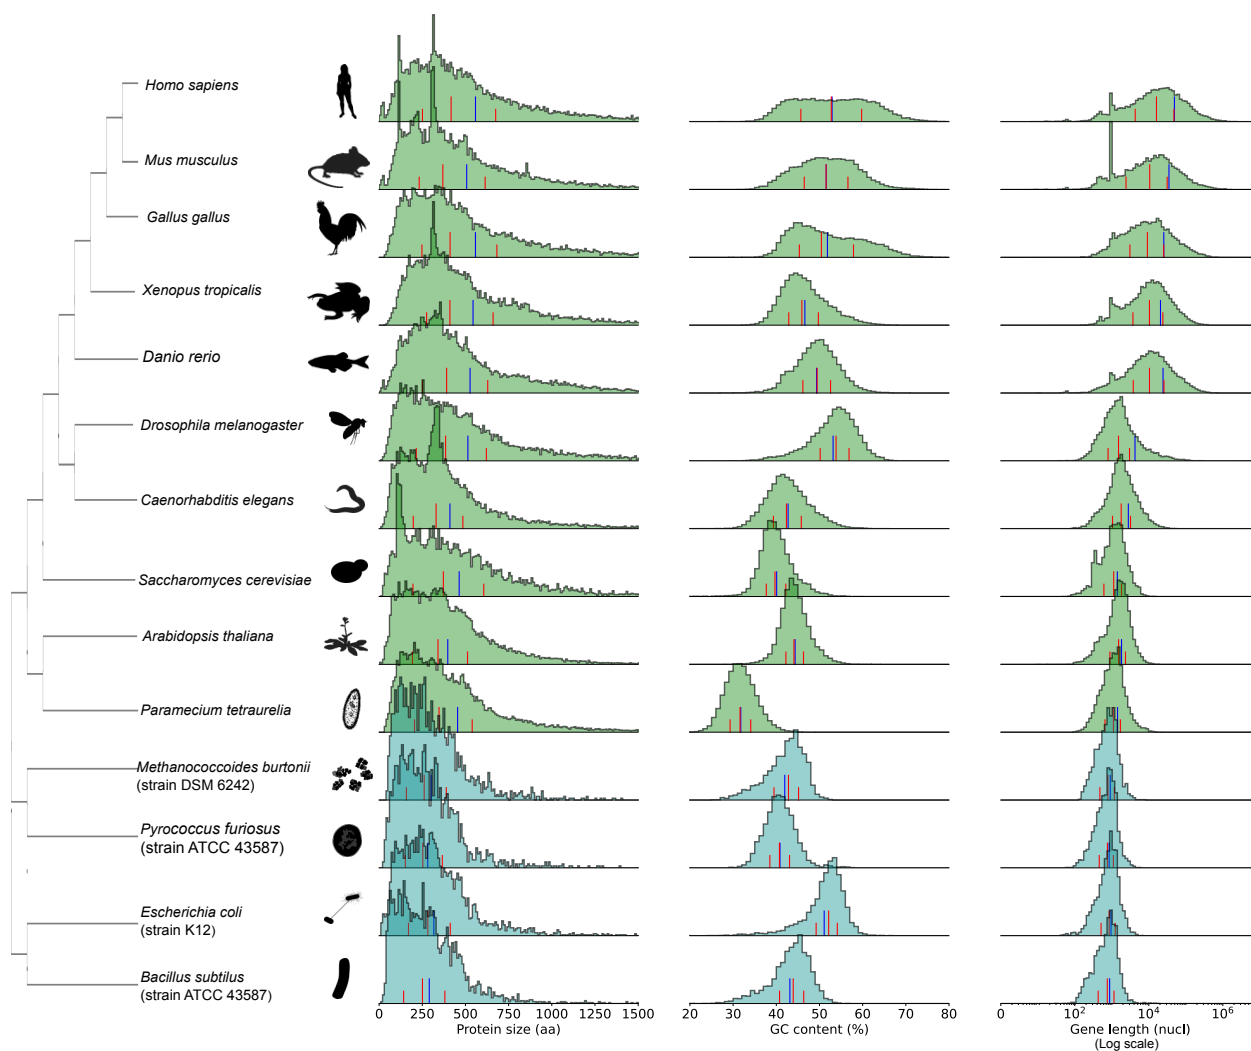 Homo sapiens
Mus musculus
Gallus gallus
Xenopus tropicalis
Danio rerio
Drosophila melanogaster
Caenorhabditis elegans
Saccharomyces cerevisiae
Arabidopsis thaliana
Paramecium tetraurelia
Methanococcoides burtonii
(strain DSM 6242)
Pyrococcus furiosus
(strain ATCC 43587)
Escherichia coli
(strain K12)
Bacillus subtilus
(strain ATCC 43587)
0 250 500 750 1000 1250 1500
Protein size (aa)
20 30 40 50 60 70 80
GC content (%)
0 10² 10⁴ 10⁶
Gene length (nucl)
(Log scale)